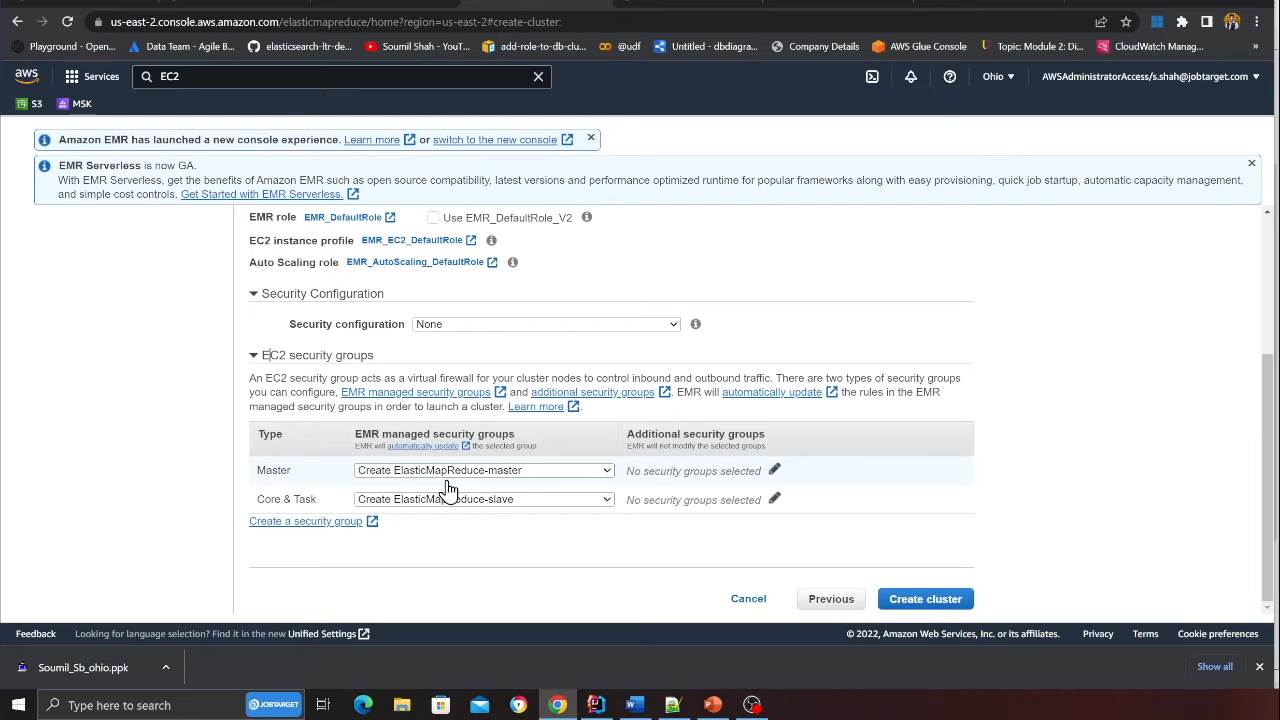 us-east-2.console.aws.amazon.com/elasticmapreduce/home?region=us-east-2#create-cluster:
Playground - Open... Data Team - Agile B... elasticsearch-ltr-de... Soumil Shah - YouT... add-role-to-db-clu... @udf Untitled - dbdiagra... Company Details AWS Glue Console Topic: Module 2: Di... CloudWatch Manag... »
aws Services EC2 Ohio AWSAdministratorAccess/s.shah@jobtarget.com
S3 MSK
Amazon EMR has launched a new console experience. Learn more or switch to the new console
EMR Serverless is now GA.
With EMR Serverless, get the benefits of Amazon EMR such as open source compatibility, latest versions and performance optimized runtime for popular frameworks along with easy provisioning, quick job startup, automatic capacity management,
and simple cost controls. Get Started with EMR Serverless.
EMR role EMR_DefaultRole Use EMR_DefaultRole_V2
EC2 instance profile EMR_EC2_DefaultRole
Auto Scaling role EMR_AutoScaling_DefaultRole
Security Configuration
Security configuration None
EC2 security groups
An EC2 security group acts as a virtual firewall for your cluster nodes to control inbound and outbound traffic. There are two types of security groups
you can configure, EMR managed security groups and additional security groups. EMR will automatically update the rules in the EMR
managed security groups in order to launch a cluster. Learn more.
Type EMR managed security groups Additional security groups
EMR will automatically update the selected group EMR will not modify the selected groups
Master Create ElasticMapReduce-master No security groups selected
Core & Task Create ElasticMapReduce-slave No security groups selected
Create a security group
Cancel Previous Create cluster
Feedback Looking for language selection? Find it in the new Unified Settings © 2022, Amazon Web Services, Inc. or its affiliates. Privacy Terms Cookie preferences
Soumil_Sb_ohio.ppk Show all
Type here to search JOBTARGET